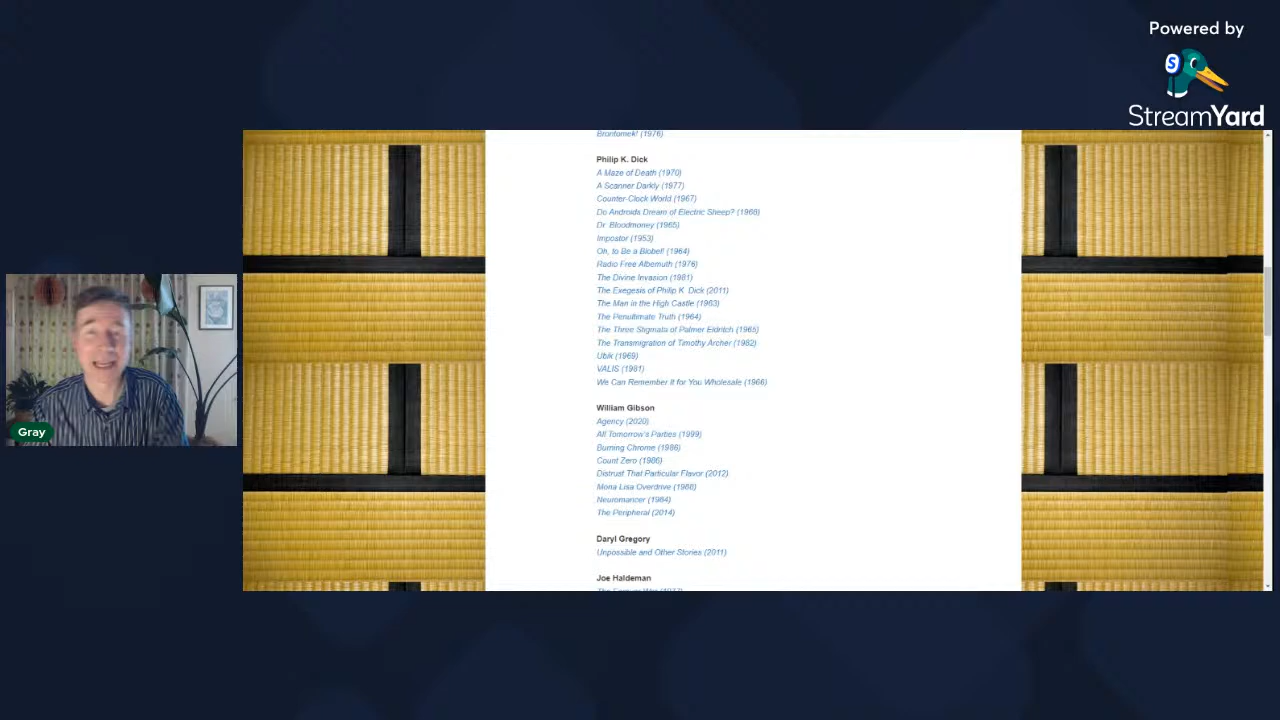 Powered by
StreamYard
Brontomek! (1976)
Philip K. Dick
A Maze of Death (1970)
A Scanner Darkly (1977)
Counter-Clock World (1967)
Do Androids Dream of Electric Sheep? (1968)
Dr. Bloodmoney (1965)
Impostor (1953)
Oh, to Be a Blobel! (1964)
Radio Free Albemuth (1976)
The Divine Invasion (1981)
The Exegesis of Philip K. Dick (2011)
The Man in the High Castle (1963)
The Penultimate Truth (1964)
The Three Stigmata of Palmer Eldritch (1965)
The Transmigration of Timothy Archer (1982)
Ubik (1969)
VALIS (1981)
We Can Remember It for You Wholesale (1966)
William Gibson
Agency (2020)
All Tomorrow's Parties (1999)
Burning Chrome (1986)
Count Zero (1986)
Distrust That Particular Flavor (2012)
Mona Lisa Overdrive (1988)
Neuromancer (1984)
The Peripheral (2014)
Daryl Gregory
Unpossible and Other Stories (2011)
Joe Haldeman
Gray